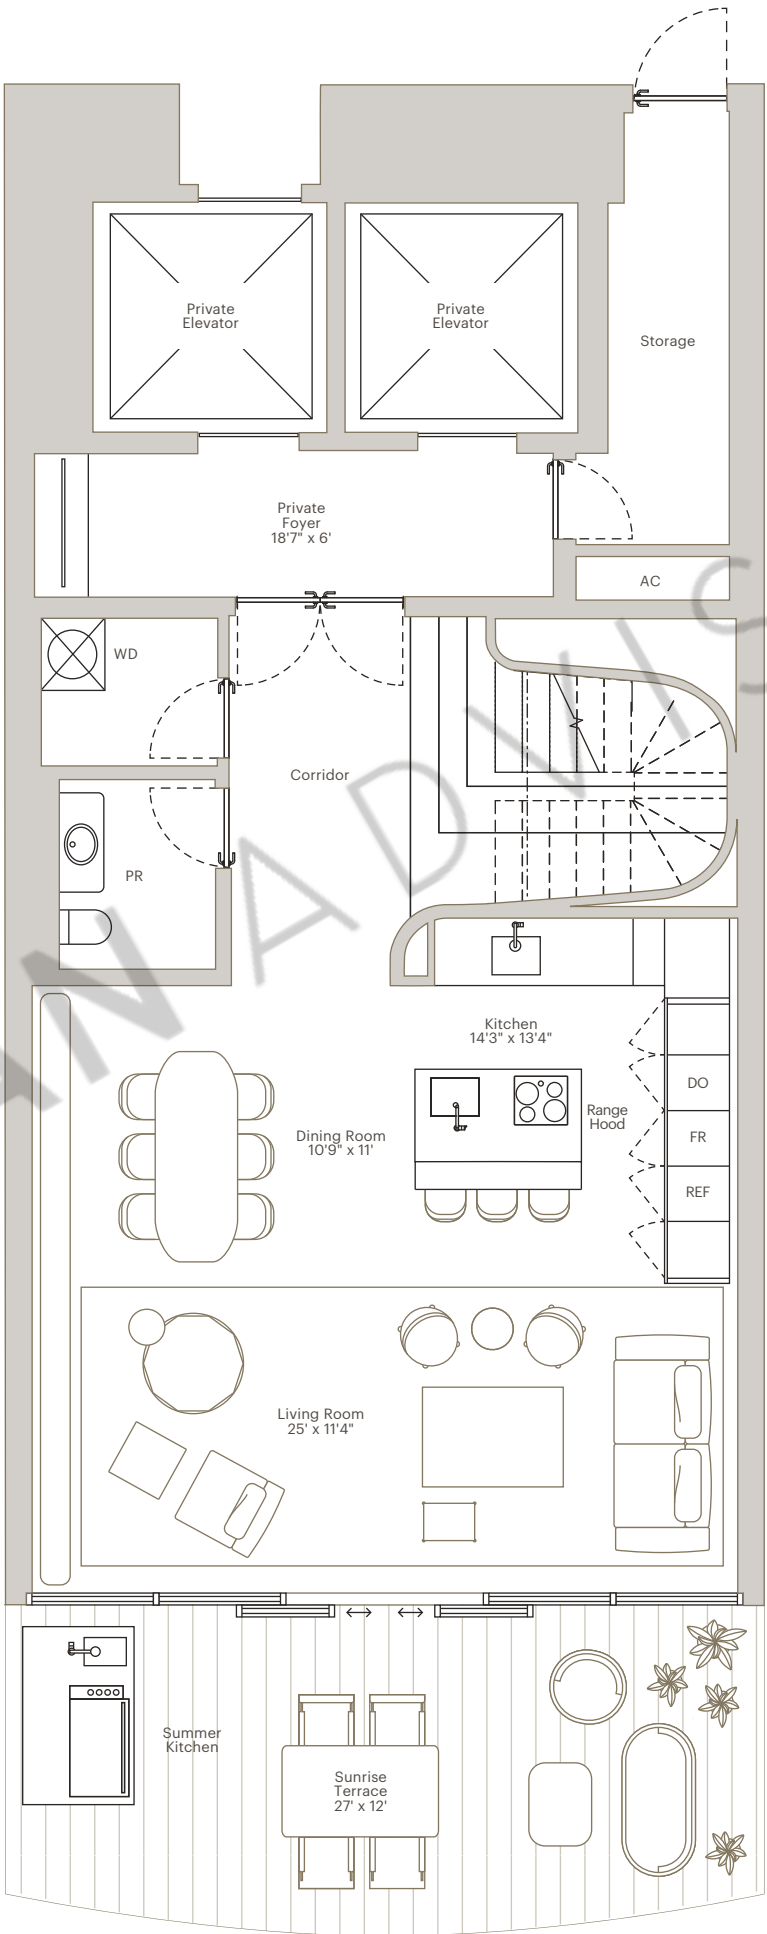 Private
Elevator
Private
Elevator
Storage
Private
Foyer
18'7" x 6'
AC
WD
Corridor
PR
Kitchen
14'3" x 13'4"
DO
Range
Hood
FR
Dining Room
10'9" x 11'
REF
Living Room
25' x 11'4"
Summer
Kitchen
Sunrise
Terrace
27' x 12'
ANADVIS